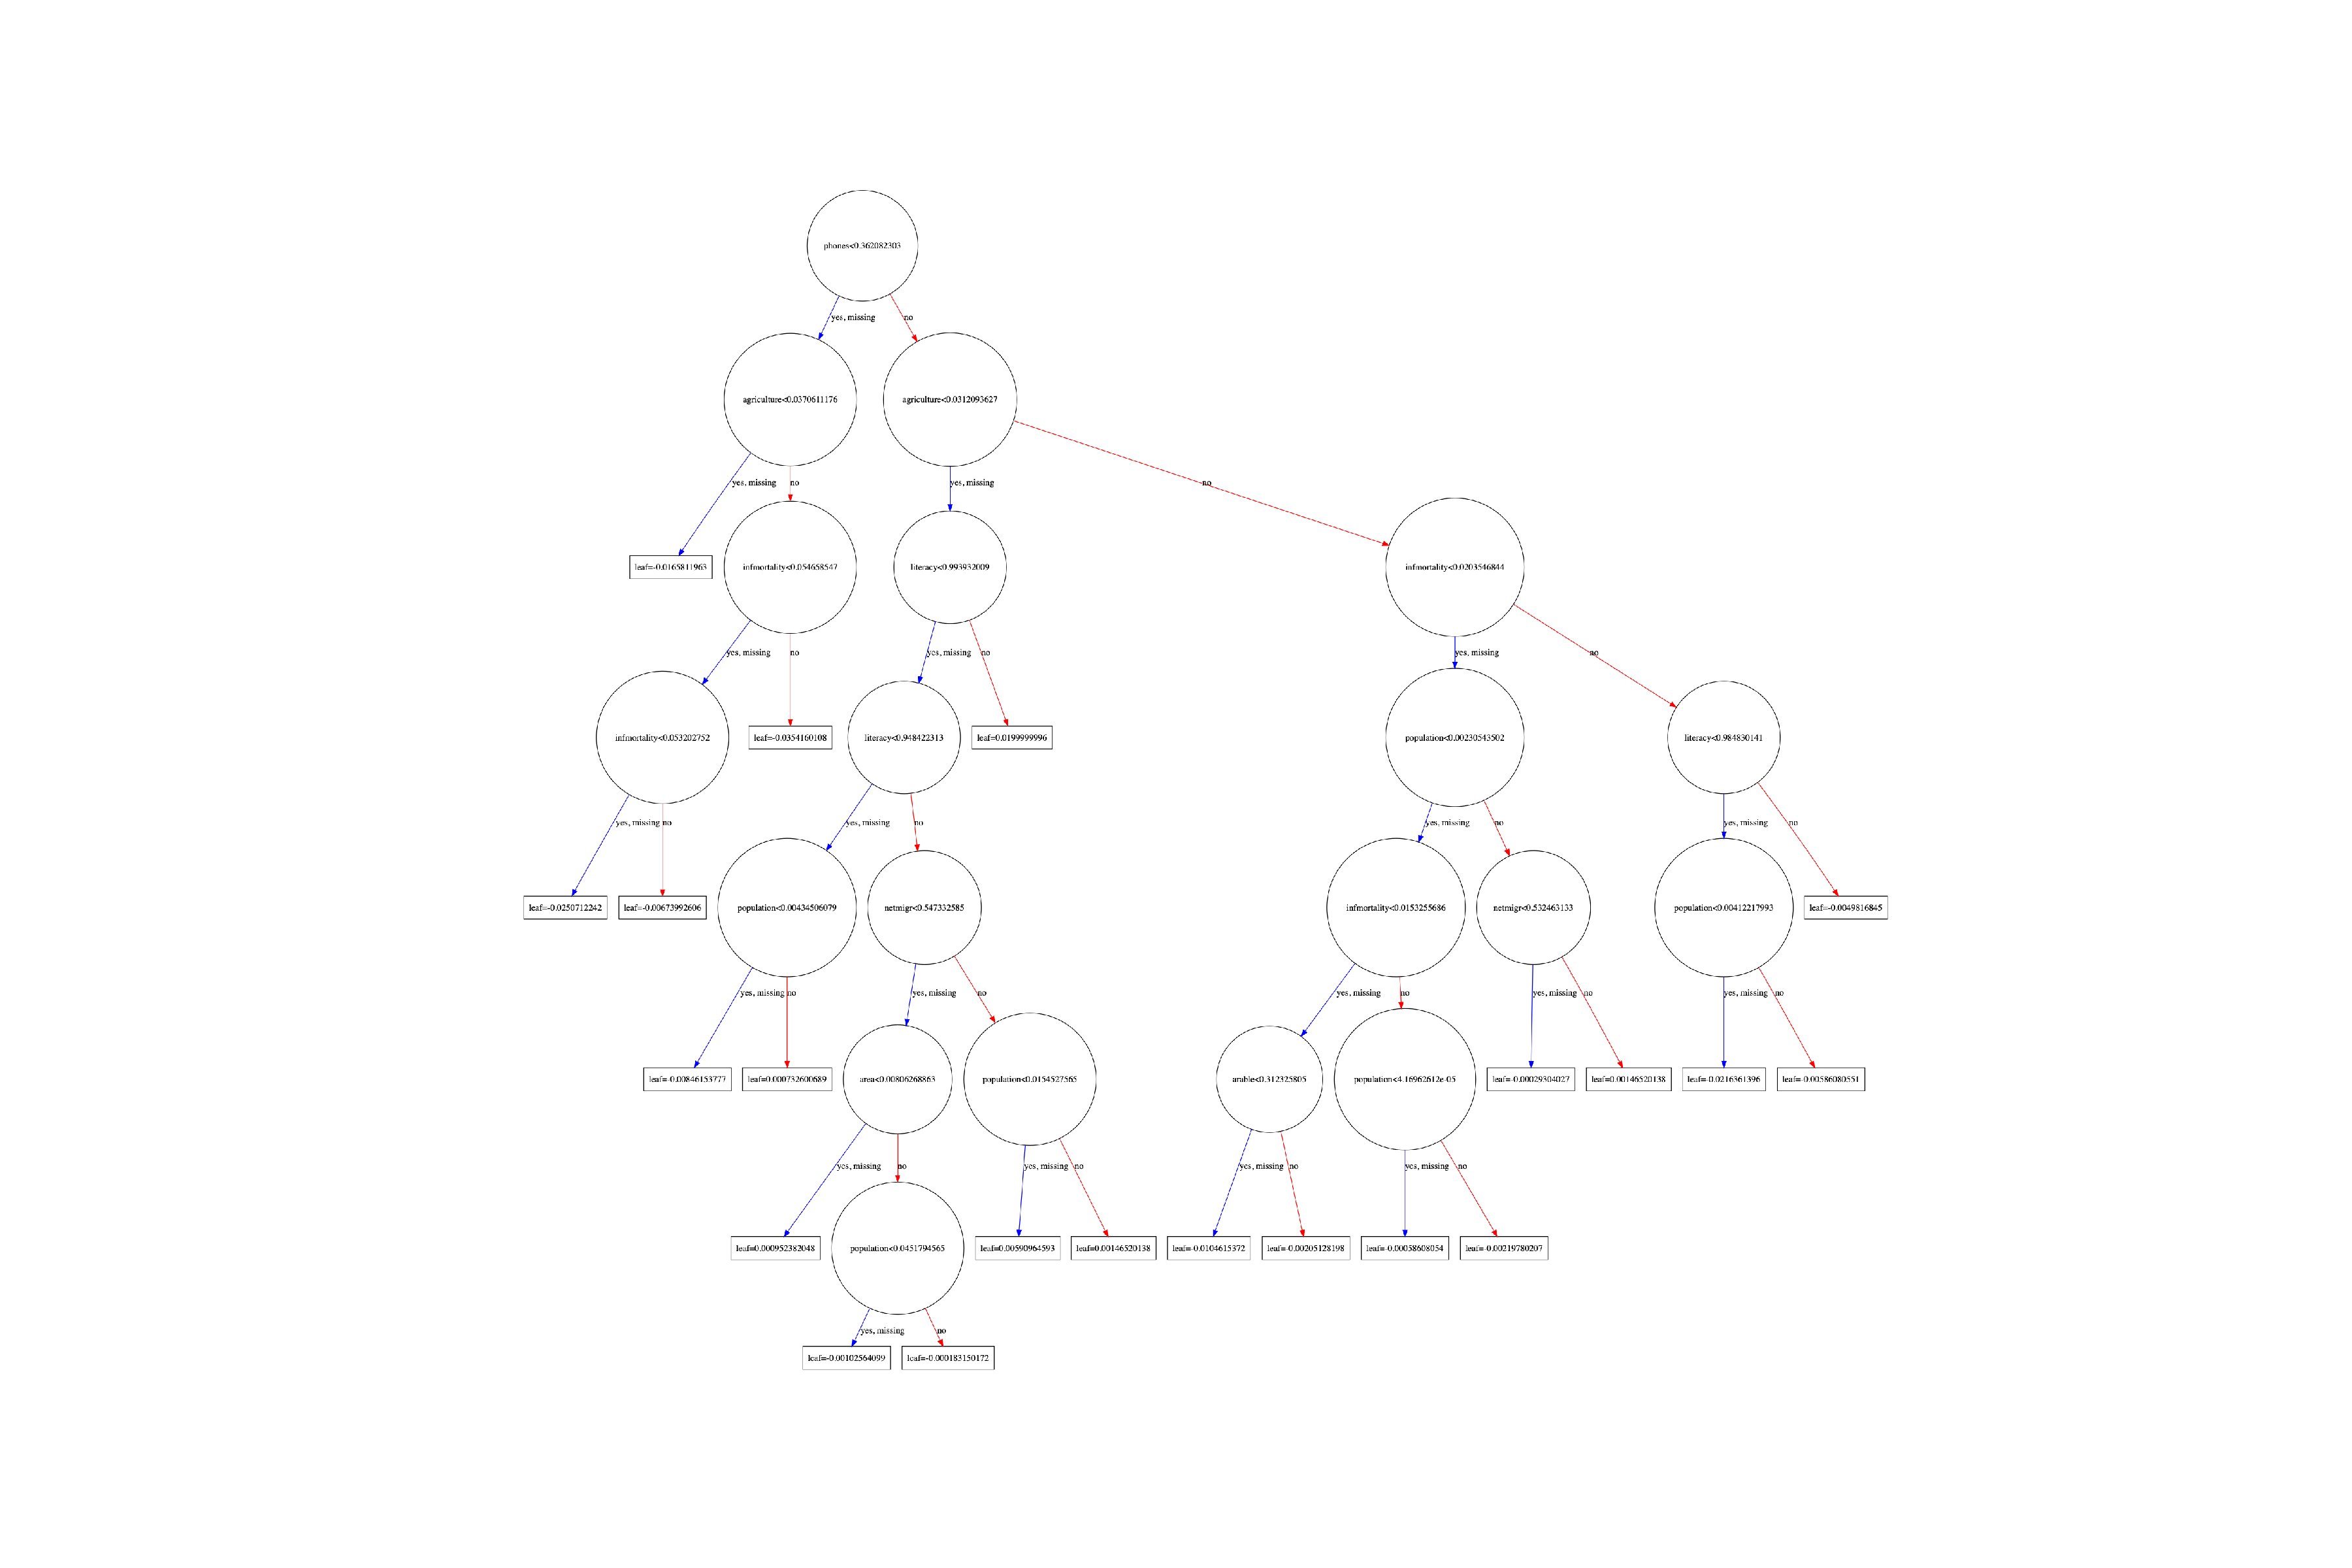 phones<0.362082303
yes, missing
no
agriculture<0.0370611176
agriculture<0.0312093627
yes, missing
no
yes, missing
no
leaf=-0.0165811963
infmortality<0.054658547
literacy<0.993932009
infmortality<0.0203546844
yes, missing
no
yes, missing
no
yes, missing
no
infmortality<0.053202752
leaf=-0.0354160108
literacy<0.948422313
leaf=0.0199999996
population<0.00230543502
literacy<0.984830141
yes, missing
no
yes, missing
no
yes, missing
no
yes, missing
no
leaf=-0.0250712242
leaf=-0.00673992606
population<0.00434506079
netmigr<0.547332585
infmortality<0.0153255686
netmigr<0.532463133
population<0.00412217993
leaf=-0.0049816845
yes, missing
no
yes, missing
no
yes, missing
no
yes, missing
no
yes, missing
no
leaf=-0.00846153777
leaf=0.000732600689
area<0.00806268863
population<0.0154527565
arable<0.312325805
population<4.16962612e-05
leaf=-0.00029304027
leaf=0.00146520138
leaf=-0.0216361396
leaf=-0.00586080551
yes, missing
no
yes, missing
no
yes, missing
no
yes, missing
no
leaf=0.000952382048
population<0.0451794565
leaf=0.00590964593
leaf=0.00146520138
leaf=-0.0104615372
leaf=-0.00205128198
leaf=-0.00058608054
leaf=-0.00219780207
yes, missing
no
leaf=-0.00102564099
leaf=-0.000183150172